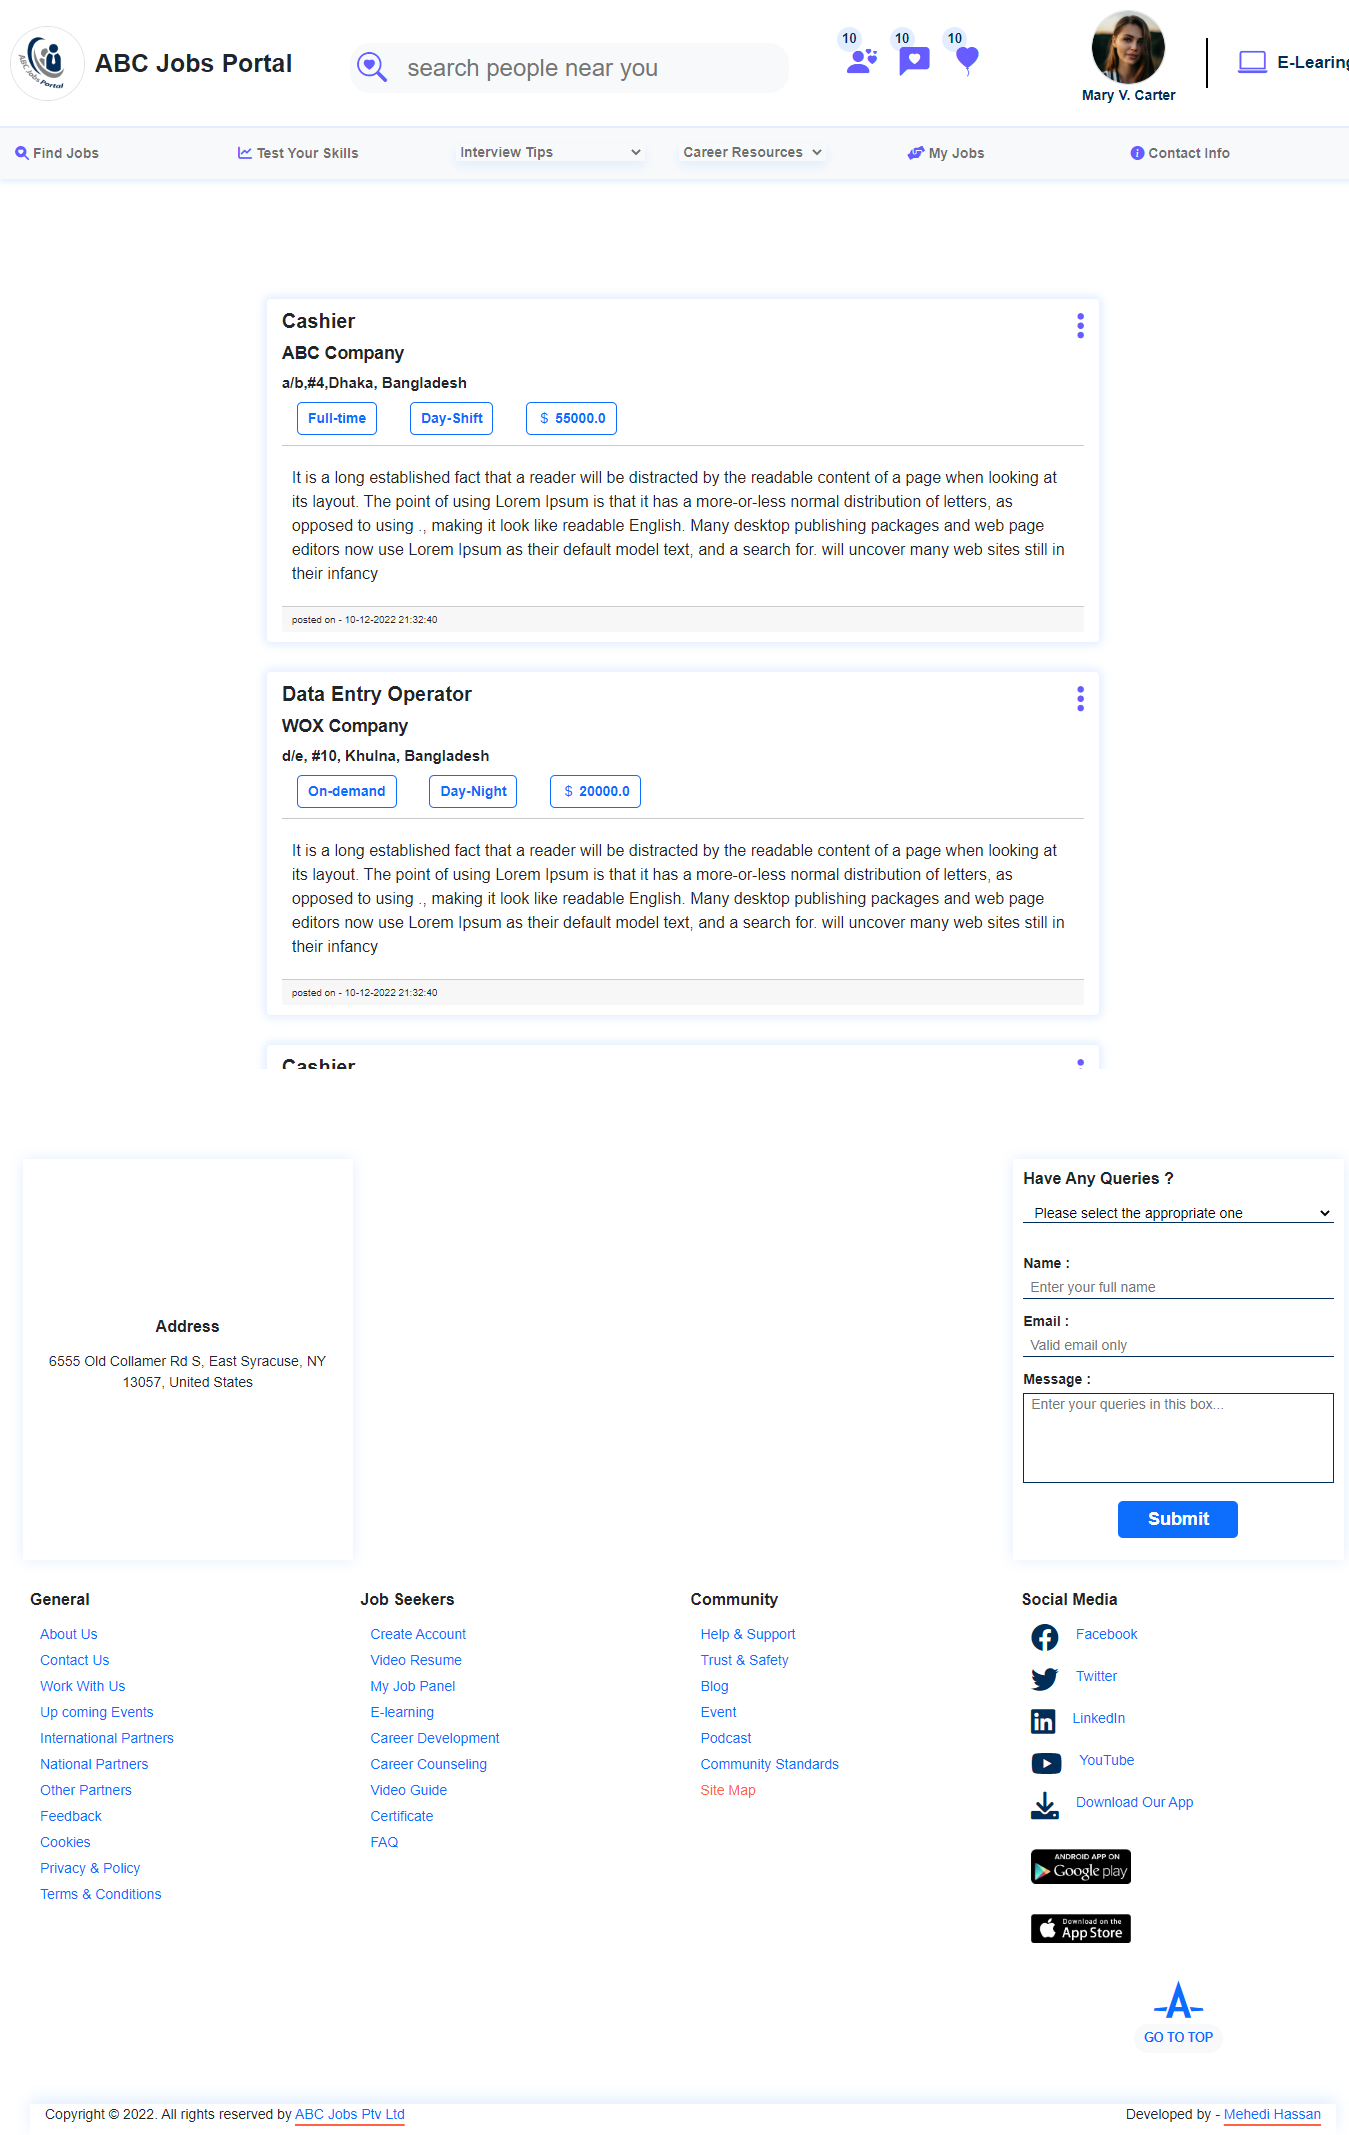 ABC Jobs Portal
ABC Jobs Portal
search people near you
10
10
10
Mary V. Carter
E-Learing
Find Jobs
Test Your Skills
Interview Tips
Career Resources
My Jobs
Contact Info
Cashier
ABC Company
a/b,#4,Dhaka, Bangladesh
Full-time
Day-Shift
$ 55000.0
It is a long established fact that a reader will be distracted by the readable content of a page when looking at
its layout. The point of using Lorem Ipsum is that it has a more-or-less normal distribution of letters, as
opposed to using ., making it look like readable English. Many desktop publishing packages and web page
editors now use Lorem Ipsum as their default model text, and a search for. will uncover many web sites still in
their infancy
posted on - 10-12-2022 21:32:40
Data Entry Operator
WOX Company
d/e, #10, Khulna, Bangladesh
On-demand
Day-Night
$ 20000.0
It is a long established fact that a reader will be distracted by the readable content of a page when looking at
its layout. The point of using Lorem Ipsum is that it has a more-or-less normal distribution of letters, as
opposed to using ., making it look like readable English. Many desktop publishing packages and web page
editors now use Lorem Ipsum as their default model text, and a search for. will uncover many web sites still in
their infancy
posted on - 10-12-2022 21:32:40
Cashier
Address
6555 Old Collamer Rd S, East Syracuse, NY
13057, United States
Have Any Queries ?
Please select the appropriate one
Name :
Enter your full name
Email :
Valid email only
Message :
Enter your queries in this box...
Submit
General
About Us
Contact Us
Work With Us
Up coming Events
International Partners
National Partners
Other Partners
Feedback
Cookies
Privacy & Policy
Terms & Conditions
Job Seekers
Create Account
Video Resume
My Job Panel
E-learning
Career Development
Career Counseling
Video Guide
Certificate
FAQ
Community
Help & Support
Trust & Safety
Blog
Event
Podcast
Community Standards
Site Map
Social Media
Facebook
Twitter
LinkedIn
YouTube
Download Our App
ANDROID APP ON
Google play
Download on the
App Store
GO TO TOP
Copyright © 2022. All rights reserved by ABC Jobs Ptv Ltd
Developed by - Mehedi Hassan